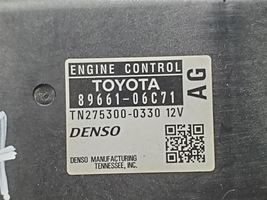 ENGINE CONTROL
TOYOTA
89661-06C71
AG
TN275300-0330 12V
DENSO
DENSO MANUFACTURING
TENNESSEE, INC.